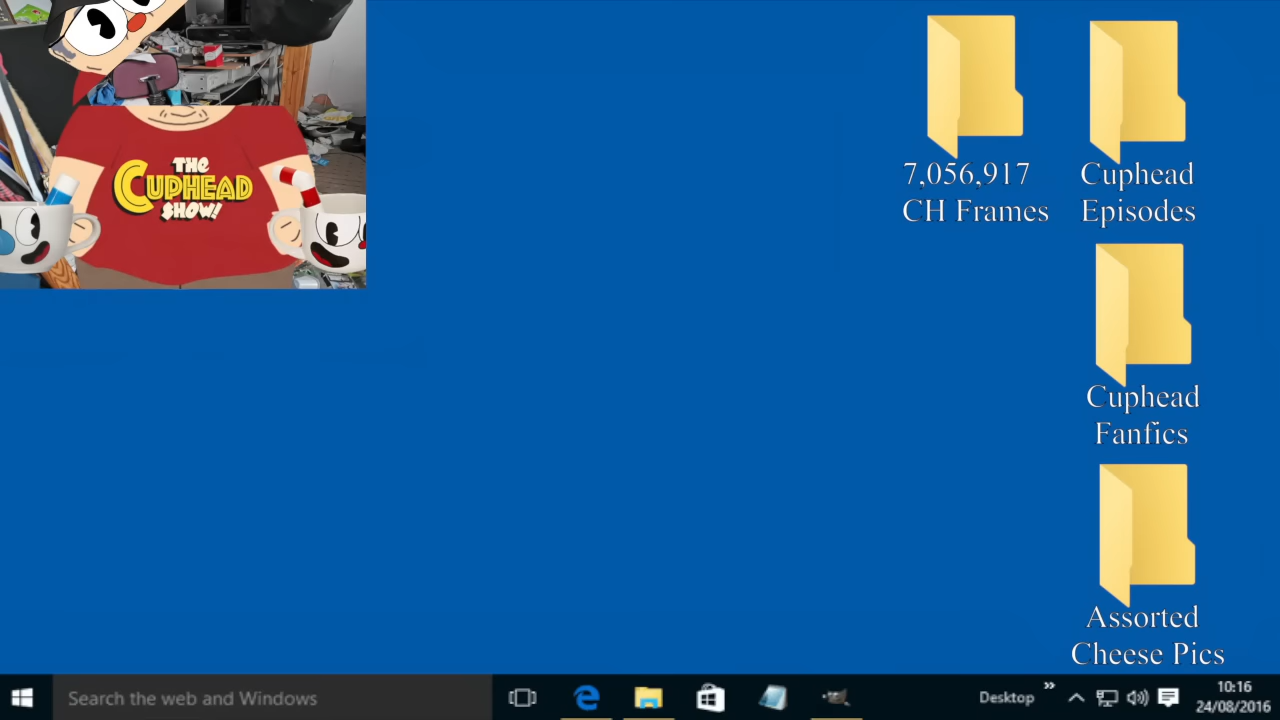 THE
CUPHEAD
SHOW!
7,056,917
CH Frames
Cuphead
Episodes
Cuphead
Fanfics
Assorted
Cheese Pics
Search the web and Windows
Desktop
10:16
24/08/2016